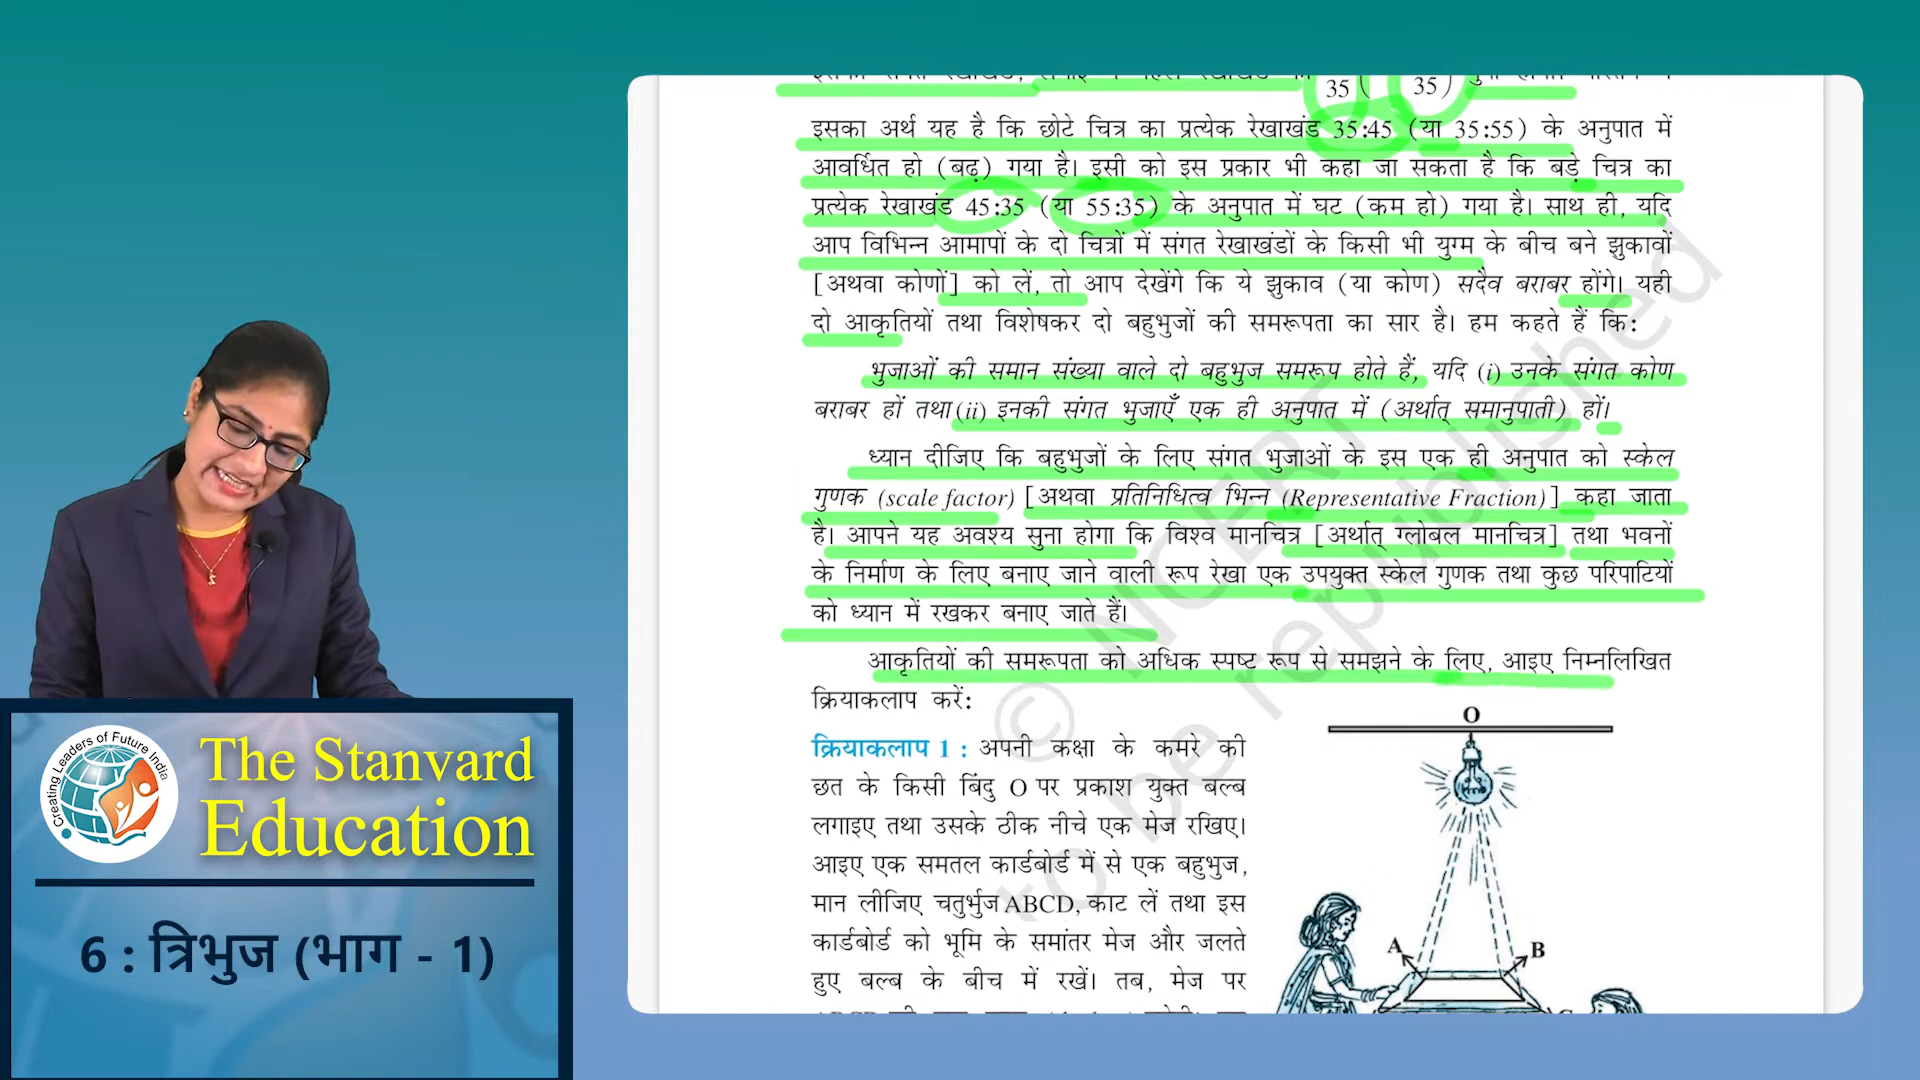 35 ( 35 )
इसका अर्थ यह है कि छोटे चित्र का प्रत्येक रेखाखंड 35:45 (या 35:55) के अनुपात में
आवर्धित हो (बढ़) गया है। इसी को इस प्रकार भी कहा जा सकता है कि बड़े चित्र का
प्रत्येक रेखाखंड 45:35 (या 55:35) के अनुपात में घट (कम हो) गया है। साथ ही, यदि
आप विभिन्न आमापों के दो चित्रों में संगत रेखाखंडों के किसी भी युग्म के बीच बने झुकावों
[अथवा कोणों] को लें, तो आप देखेंगे कि ये झुकाव (या कोण) सदैव बराबर होंगे। यही
दो आकृतियों तथा विशेषकर दो बहुभुजों की समरूपता का सार है। हम कहते हैं कि:
भुजाओं की समान संख्या वाले दो बहुभुज समरूप होते हैं, यदि (i) उनके संगत कोण
बराबर हों तथा (ii) इनकी संगत भुजाएँ एक ही अनुपात में (अर्थात् समानुपाती) हों।
ध्यान दीजिए कि बहुभुजों के लिए संगत भुजाओं के इस एक ही अनुपात को स्केल
गुणक (scale factor) [अथवा प्रतिनिधित्व भिन्न (Representative Fraction)] कहा जाता
है। आपने यह अवश्य सुना होगा कि विश्व मानचित्र [अर्थात् ग्लोबल मानचित्र] तथा भवनों
के निर्माण के लिए बनाए जाने वाली रूप रेखा एक उपयुक्त स्केल गुणक तथा कुछ परिपाटियों
को ध्यान में रखकर बनाए जाते हैं।
आकृतियों की समरूपता को अधिक स्पष्ट रूप से समझने के लिए, आइए निम्नलिखित
क्रियाकलाप करें:
क्रियाकलाप 1 : अपनी कक्षा के कमरे की
छत के किसी बिंदु O पर प्रकाश युक्त बल्ब
लगाइए तथा उसके ठीक नीचे एक मेज रखिए।
आइए एक समतल कार्डबोर्ड में से एक बहुभुज,
मान लीजिए चतुर्भुज ABCD, काट लें तथा इस
कार्डबोर्ड को भूमि के समांतर मेज और जलते
हुए बल्ब के बीच में रखें। तब, मेज पर
O
A
B
© NCERT
to be republished
Creating Leaders of Future India
The Stanvard
Education
6 : त्रिभुज (भाग - 1)